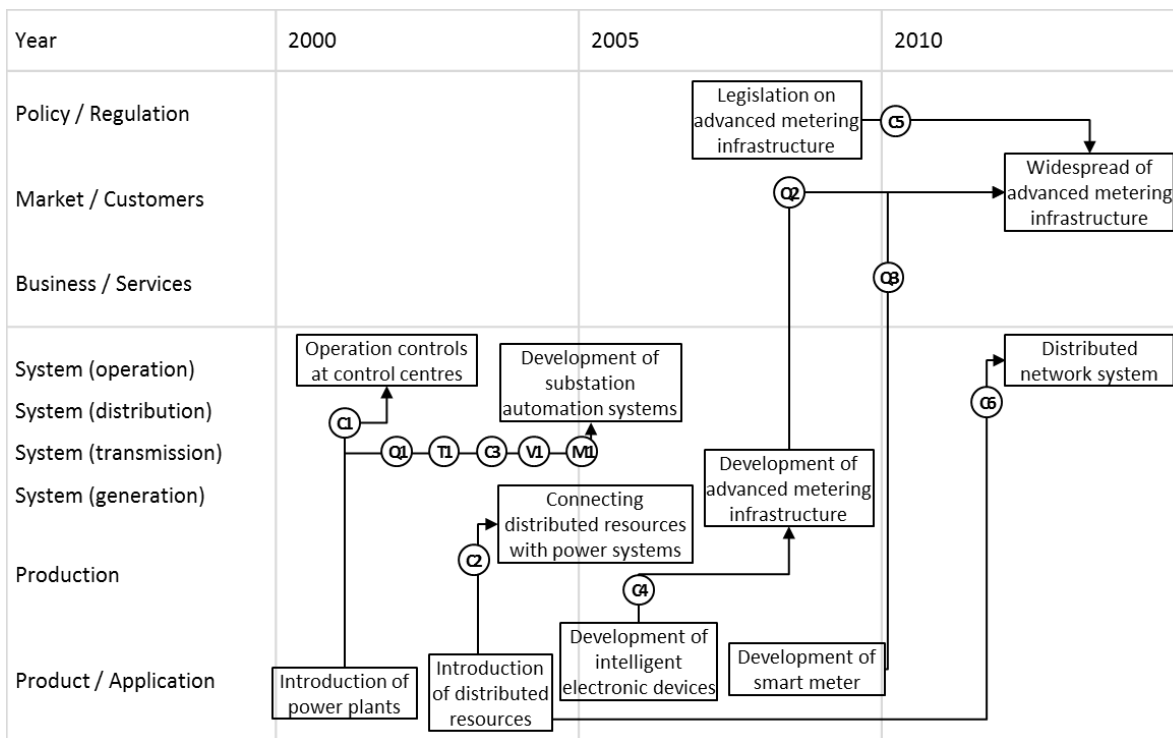 Year
2000
2005
2010
Policy / Regulation
Legislation on
advanced metering
infrastructure
C5
Market / Customers
Q2
Widespread of
advanced metering
infrastructure
Business / Services
Q3
System (operation)
System (distribution)
System (transmission)
System (generation)
Operation controls
at control centres
Development of
substation
automation systems
Distributed
network system
C1
C6
Q1
T1
C3
V1
M1
Development of
advanced metering
infrastructure
Connecting
distributed resources
with power systems
Production
C2
C4
Product / Application
Introduction of
power plants
Introduction
of distributed
resources
Development of
intelligent
electronic devices
Development of
smart meter